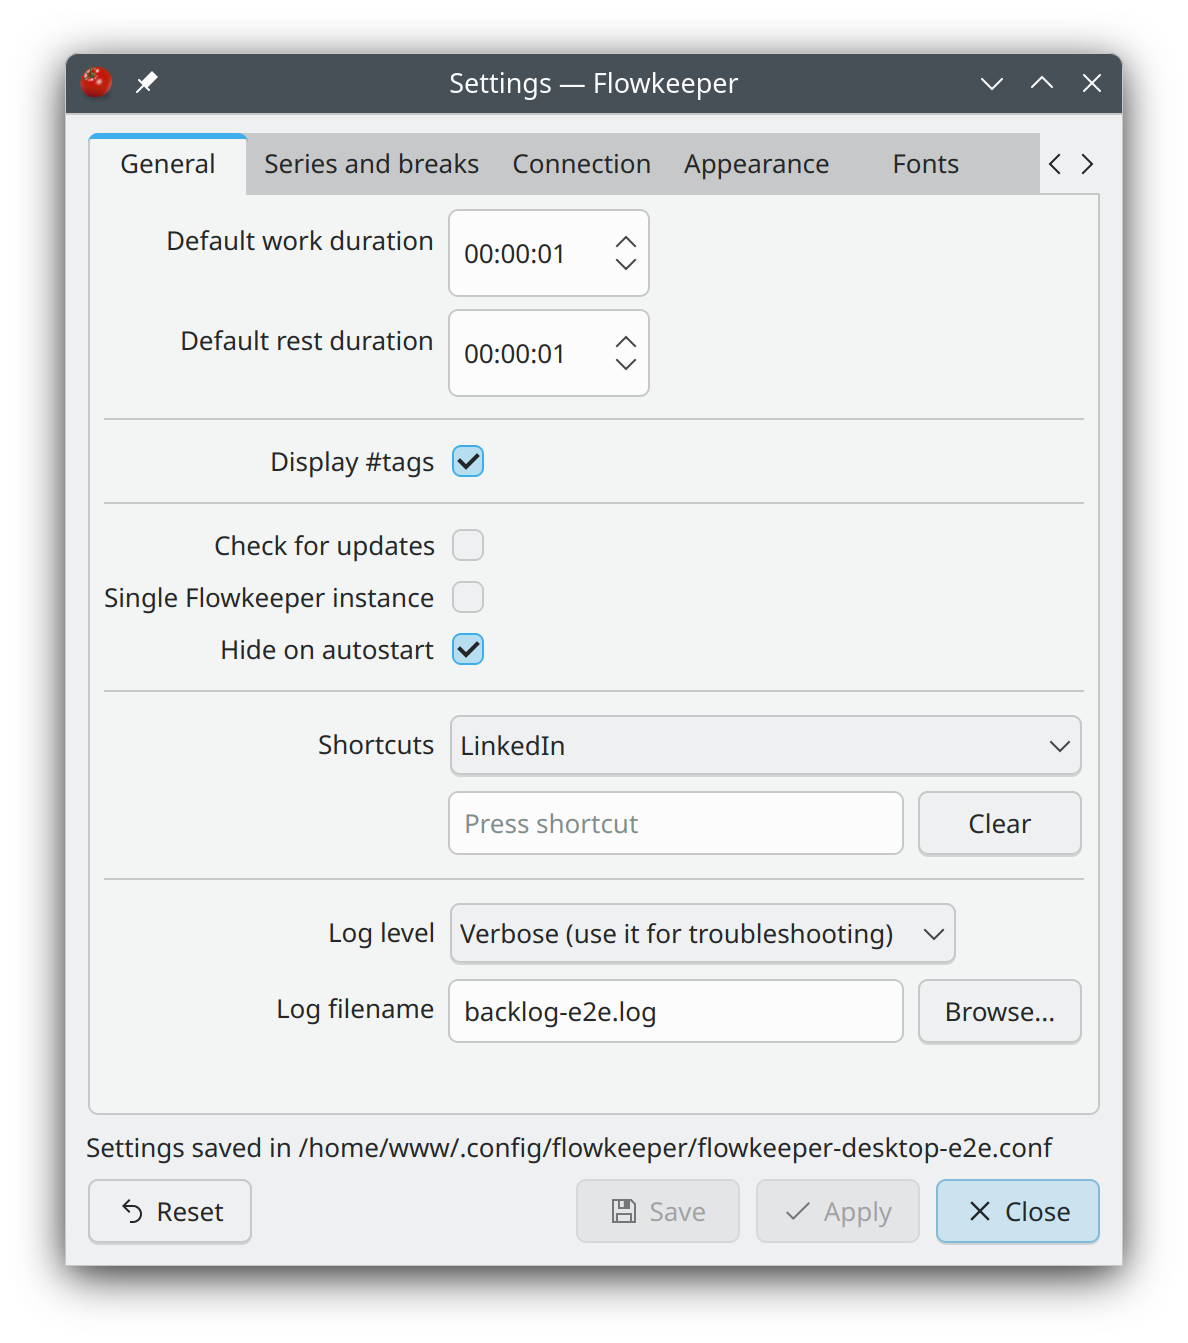 Settings — Flowkeeper
General Series and breaks Connection Appearance Fonts
Default work duration 00:00:01
Default rest duration 00:00:01
Display #tags
Check for updates
Single Flowkeeper instance
Hide on autostart
Shortcuts LinkedIn
Press shortcut Clear
Log level Verbose (use it for troubleshooting)
Log filename backlog-e2e.log Browse...
Settings saved in /home/www/.config/flowkeeper/flowkeeper-desktop-e2e.conf
Reset Save Apply Close